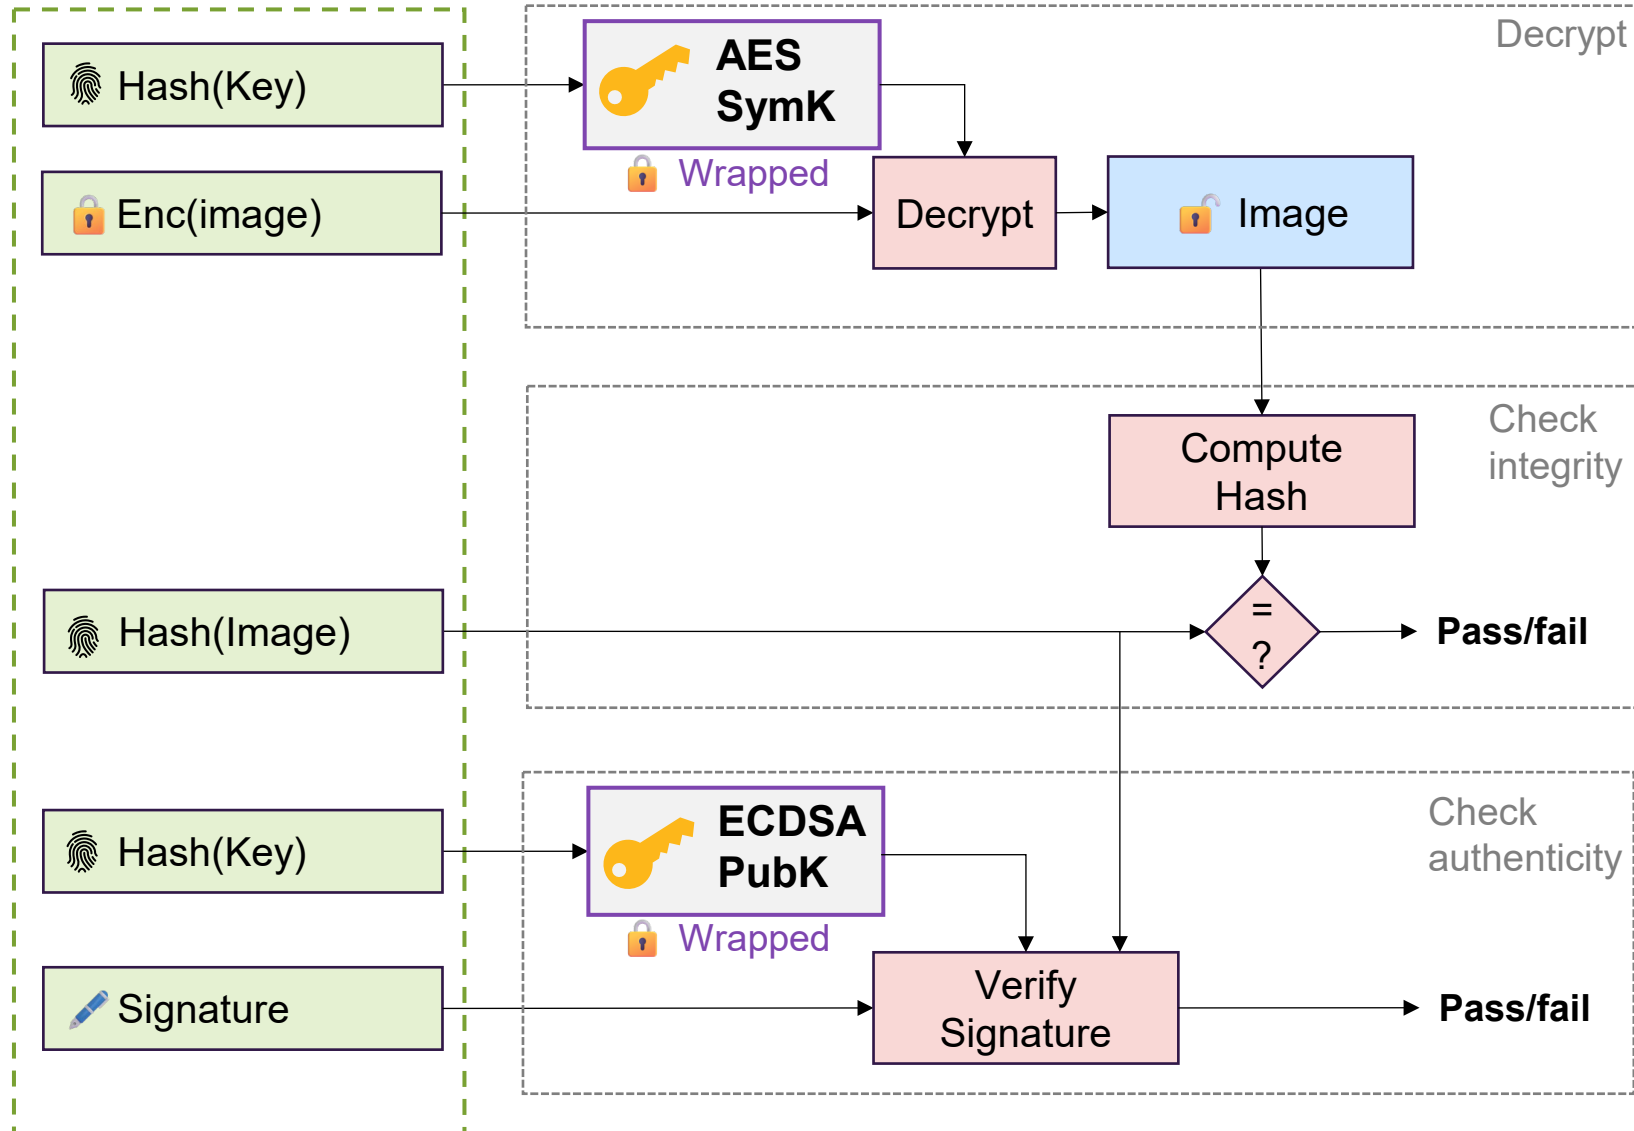 Decrypt
Hash(Key)
AES
SymK
Wrapped
Enc(image)
Decrypt
Image
Check
integrity
Compute
Hash
Hash(Image)
=
?
Pass/fail
Check
authenticity
Hash(Key)
ECDSA
PubK
Wrapped
Signature
Verify
Signature
Pass/fail